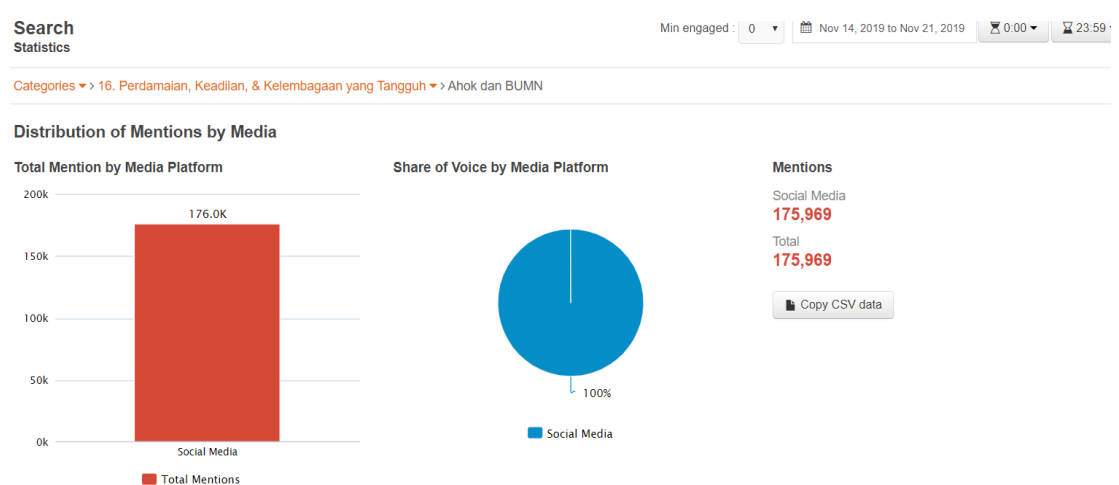 Search
Statistics
Min engaged : 0 Nov 14, 2019 to Nov 21, 2019 0:00 23:59
Categories > 16. Perdamaian, Keadilan, & Kelembagaan yang Tangguh > Ahok dan BUMN
Distribution of Mentions by Media
Total Mention by Media Platform
200k
176.0K
150k
100k
50k
0k
Social Media
Total Mentions
Share of Voice by Media Platform
100%
Social Media
Mentions
Social Media
175,969
Total
175,969
Copy CSV data